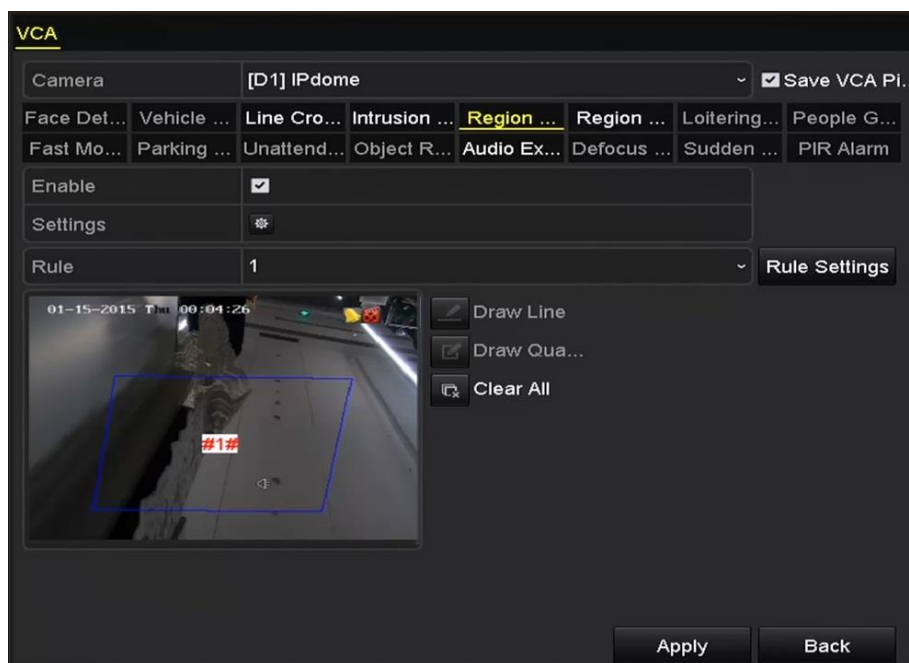 VCA
Camera [D1] IPdome Save VCA Pi.
Face Det... Vehicle ... Line Cro... Intrusion ... Region ... Region ... Loitering... People G...
Fast Mo... Parking ... Unattend... Object R... Audio Ex... Defocus ... Sudden ... PIR Alarm
Enable
Settings
Rule 1 Rule Settings
01-15-2015 Thu 00:04:26
Draw Line
Draw Qua...
Clear All
#1#
Apply Back